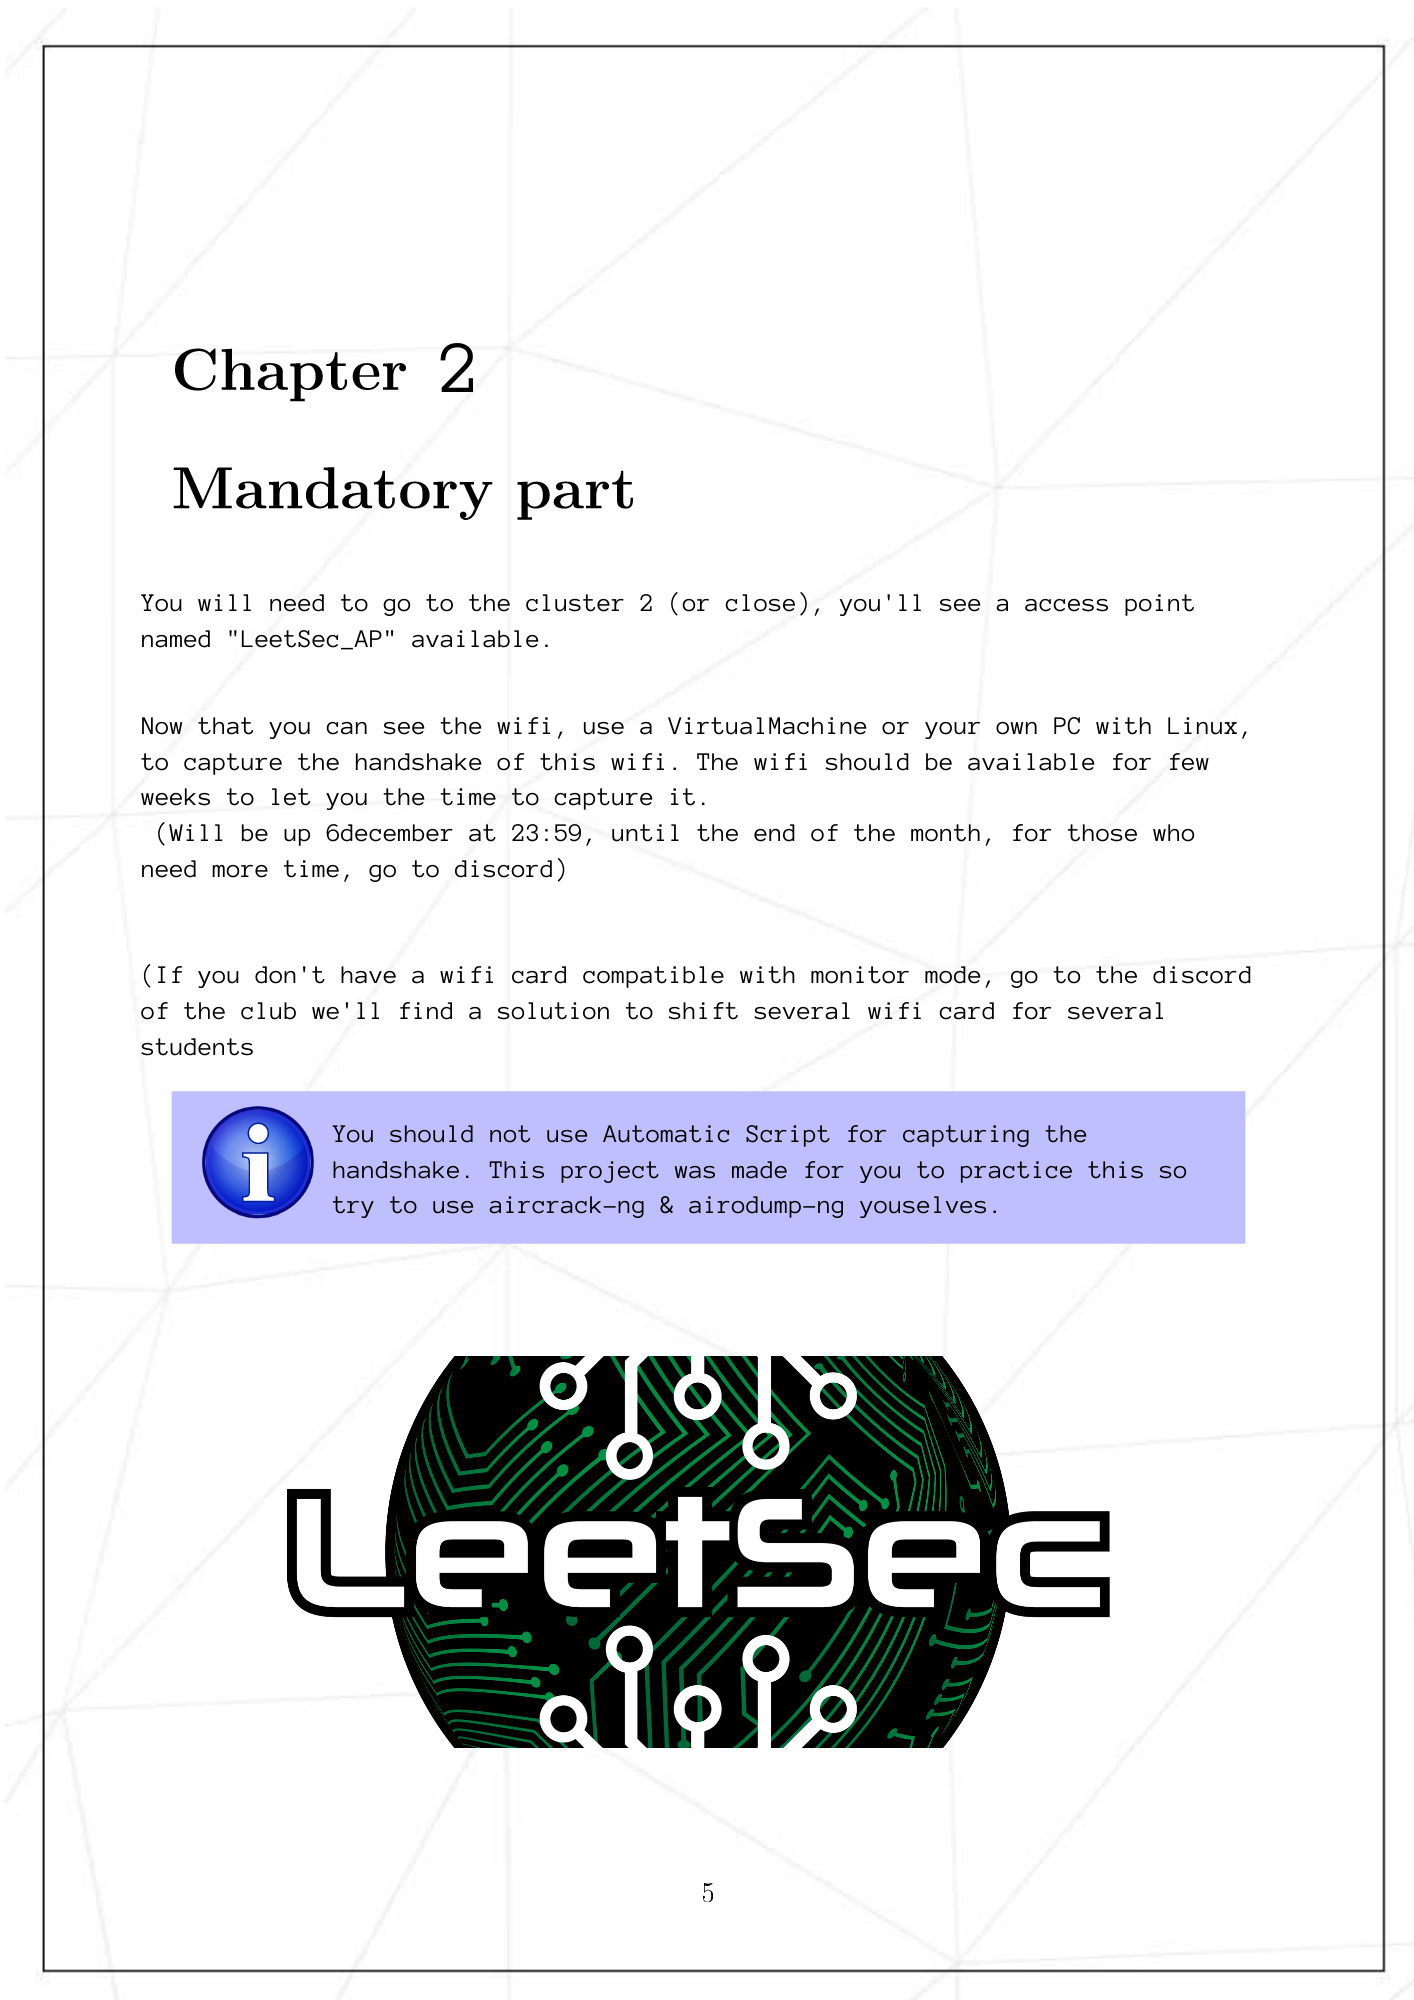 Chapter 2
Mandatory part
You will need to go to the cluster 2 (or close), you'll see a access point
named "LeetSec_AP" available.
Now that you can see the wifi, use a VirtualMachine or your own PC with Linux,
to capture the handshake of this wifi. The wifi should be available for few
weeks to let you the time to capture it.
(Will be up 6december at 23:59, until the end of the month, for those who
need more time, go to discord)
(If you don't have a wifi card compatible with monitor mode, go to the discord
of the club we'll find a solution to shift several wifi card for several
students
You should not use Automatic Script for capturing the
handshake. This project was made for you to practice this so
try to use aircrack-ng & airodump-ng youselves.
LeetSec
5